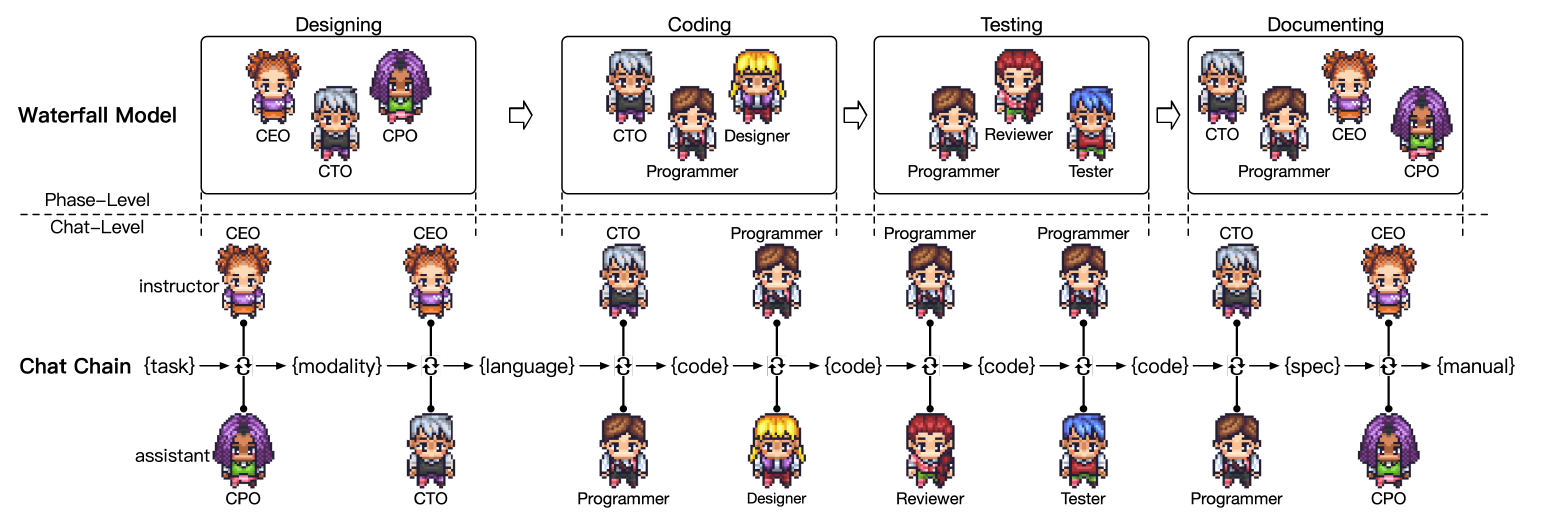 Designing Coding Testing Documenting
Waterfall Model
CEO CPO CTO Designer Reviewer CTO CEO
CTO Programmer Programmer Tester Programmer CPO
Phase-Level
Chat-Level
CEO CEO CTO Programmer Programmer Programmer CTO CEO
instructor
Chat Chain {task} {modality} {language} {code} {code} {code} {code} {spec} {manual}
assistant
CPO CTO Programmer Designer Reviewer Tester Programmer CPO